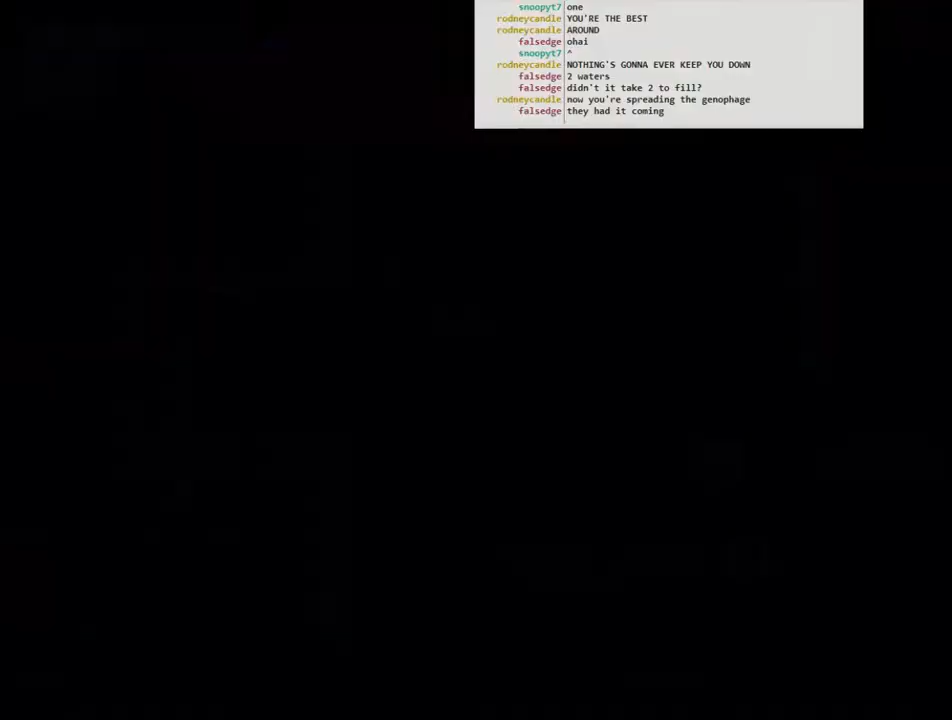 snoopyt7 one
rodneycandle YOU'RE THE BEST
rodneycandle AROUND
falsedge ohai
snoopyt7 ^
rodneycandle NOTHING'S GONNA EVER KEEP YOU DOWN
falsedge 2 waters
falsedge didn't it take 2 to fill?
rodneycandle now you're spreading the genophage
falsedge they had it coming